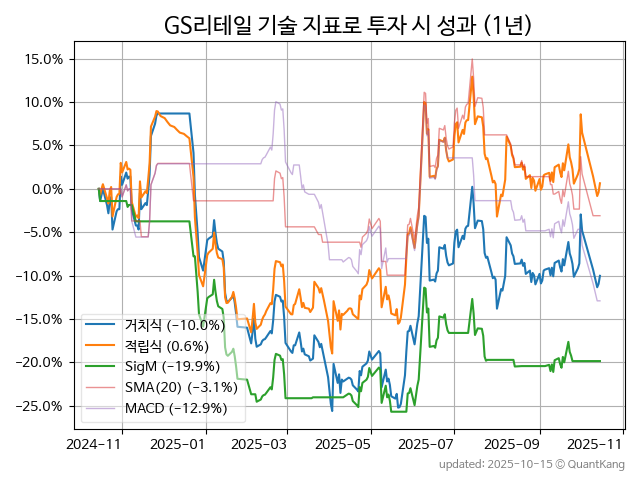 GS리테일 기술 지표로 투자 시 성과 (1년)
15.0%
10.0%
5.0%
0.0%
−5.0%
−10.0%
−15.0%
−20.0%
−25.0%
거치식 (−10.0%)
적립식 (0.6%)
SigM (−19.9%)
SMA(20) (−3.1%)
MACD (−12.9%)
2024−11 2025−01 2025−03 2025−05 2025−07 2025−09 2025−11
updated: 2025-10-15 © QuantKang